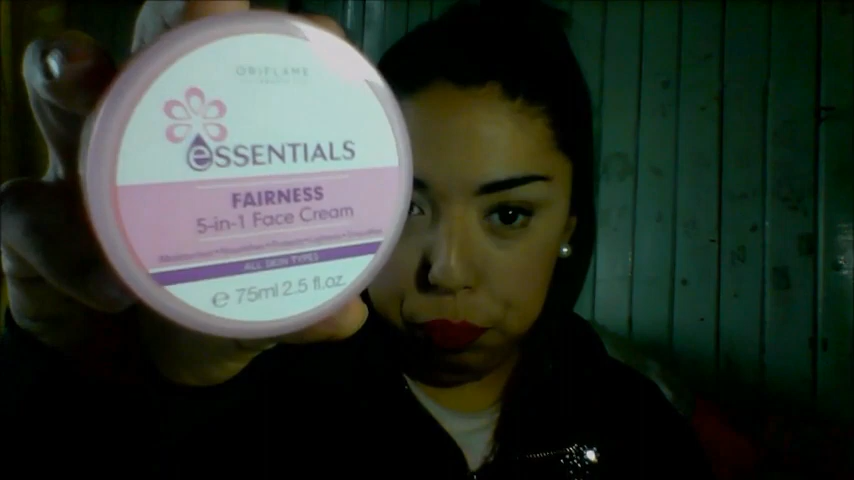 ORIFLAME
eSSENTIALS
FAIRNESS
5-in-1 Face Cream
ALL SKIN TYPES
e 75ml 2.5 fl.oz.